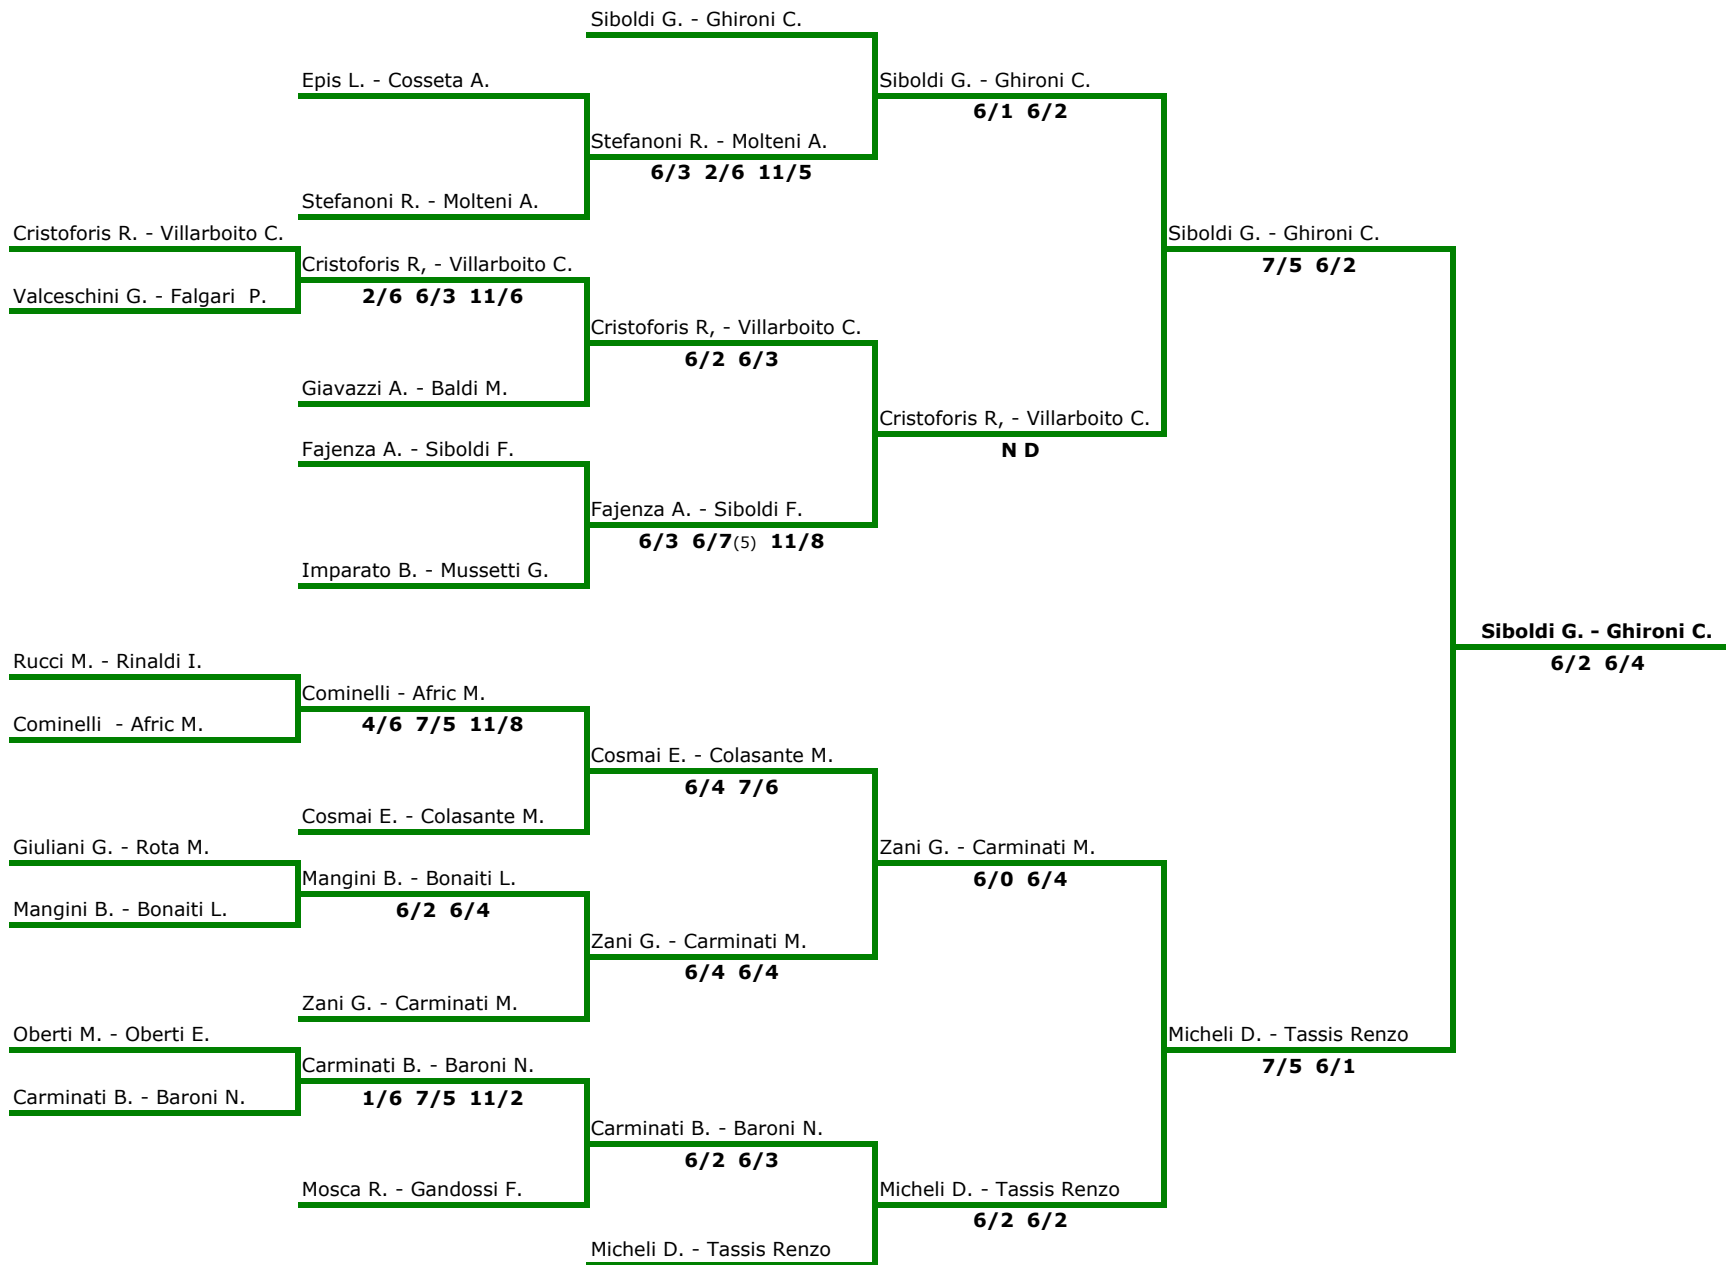 Siboldi G. - Ghironi C.
Epis L. - Cosseta A.
Siboldi G. - Ghironi C.
6/1 6/2
Stefanoni R. - Molteni A.
6/3 2/6 11/5
Stefanoni R. - Molteni A.
Cristoforis R. - Villarboito C.
Siboldi G. - Ghironi C.
7/5 6/2
Cristoforis R, - Villarboito C.
2/6 6/3 11/6
Valceschini G. - Falgari P.
Cristoforis R, - Villarboito C.
6/2 6/3
Giavazzi A. - Baldi M.
Cristoforis R, - Villarboito C.
N D
Fajenza A. - Siboldi F.
Fajenza A. - Siboldi F.
6/3 6/7(5) 11/8
Imparato B. - Mussetti G.
Siboldi G. - Ghironi C.
6/2 6/4
Rucci M. - Rinaldi I.
Cominelli - Afric M.
4/6 7/5 11/8
Cominelli - Afric M.
Cosmai E. - Colasante M.
6/4 7/6
Cosmai E. - Colasante M.
Giuliani G. - Rota M.
Zani G. - Carminati M.
6/0 6/4
Mangini B. - Bonaiti L.
6/2 6/4
Mangini B. - Bonaiti L.
Zani G. - Carminati M.
6/4 6/4
Zani G. - Carminati M.
Oberti M. - Oberti E.
Micheli D. - Tassis Renzo
7/5 6/1
Carminati B. - Baroni N.
1/6 7/5 11/2
Carminati B. - Baroni N.
Carminati B. - Baroni N.
6/2 6/3
Mosca R. - Gandossi F.
Micheli D. - Tassis Renzo
6/2 6/2
Micheli D. - Tassis Renzo